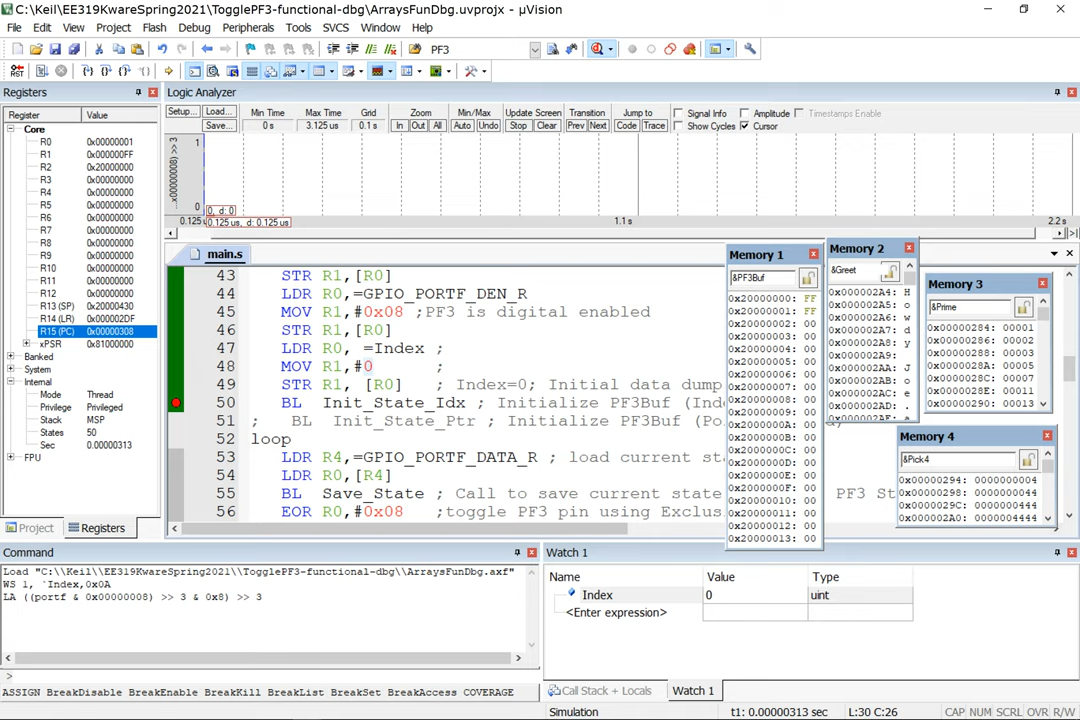 C:\Keil\EE319KwareSpring2021\TogglePF3-functional-dbg\ArraysFunDbg.uvprojx - µVision
File Edit View Project Flash Debug Peripherals Tools SVCS Window Help
PF3
Registers
Register Value
Core
R0 0x00000001
R1 0x000000FF
R2 0x20000000
R3 0x00000000
R4 0x00000000
R5 0x00000000
R6 0x00000000
R7 0x00000000
R8 0x00000000
R9 0x00000000
R10 0x00000000
R11 0x00000000
R12 0x00000000
R13 (SP) 0x20000430
R14 (LR) 0x000002DF
R15 (PC) 0x00000308
xPSR 0x81000000
Banked
System
Internal
Mode Thread
Privilege Privileged
Stack MSP
States 50
Sec 0.00000313
FPU
Project Registers
Logic Analyzer
Setup... Load... Min Time Max Time Grid Zoom Min/Max Update Screen Transition Jump to Signal Info Amplitude Timestamps Enable
Save... 0 s 3.125 us 0.1 s In Out All Auto Undo Stop Clear Prev Next Code Trace Show Cycles Cursor
...x00000008) >> 3
1
0
0, d: 0
0.125 us, d: 0.125 us
1.1 s
2.2 s
main.s
43 STR R1,[R0]
44 LDR R0,=GPIO_PORTF_DEN_R
45 MOV R1,#0x08 ;PF3 is digital enabled
46 STR R1,[R0]
47 LDR R0, =Index ;
48 MOV R1,#0 ;
49 STR R1, [R0] ; Index=0; Initial data dump
50 BL Init_State_Idx ; Initialize PF3Buf (Ind
51 ; BL Init_State_Ptr ; Initialize PF3Buf (Po
52 loop
53 LDR R4,=GPIO_PORTF_DATA_R ; load current sta
54 LDR R0,[R4]
55 BL Save_State ; Call to save current state PF3 St
56 EOR R0,#0x08 ;toggle PF3 pin using Exclus
Memory 1
&PF3Buf
0x20000000: FF
0x20000001: FF
0x20000002: 00
0x20000003: 00
0x20000004: 00
0x20000005: 00
0x20000006: 00
0x20000007: 00
0x20000008: 00
0x20000009: 00
0x2000000A: 00
0x2000000B: 00
0x2000000C: 00
0x2000000D: 00
0x2000000E: 00
0x2000000F: 00
0x20000010: 00
0x20000011: 00
0x20000012: 00
0x20000013: 00
Memory 2
&Greet
0x000002A4: H
0x000002A5: o
0x000002A6: w
0x000002A7: d
0x000002A8: y
0x000002A9:
0x000002AA: J
0x000002AB: o
0x000002AC: e
0x000002AD: .
Memory 3
&Prime
0x00000284: 00001
0x00000286: 00002
0x00000288: 00003
0x0000028A: 00005
0x0000028C: 00007
0x0000028E: 00011
0x00000290: 00013
Memory 4
&Pick4
0x00000294: 0000000004
0x00000298: 0000000044
0x0000029C: 0000000444
0x000002A0: 0000004444
Command
Load "C:\\Keil\\EE319KwareSpring2021\\TogglePF3-functional-dbg\\ArraysFunDbg.axf"
WS 1, `Index,0x0A
LA ((portf & 0x00000008) >> 3 & 0x8) >> 3
>
ASSIGN BreakDisable BreakEnable BreakKill BreakList BreakSet BreakAccess COVERAGE
Watch 1
Name Value Type
Index 0 uint
<Enter expression>
Call Stack + Locals Watch 1
Simulation t1: 0.00000313 sec L:30 C:26 CAP NUM SCRL OVR R/W